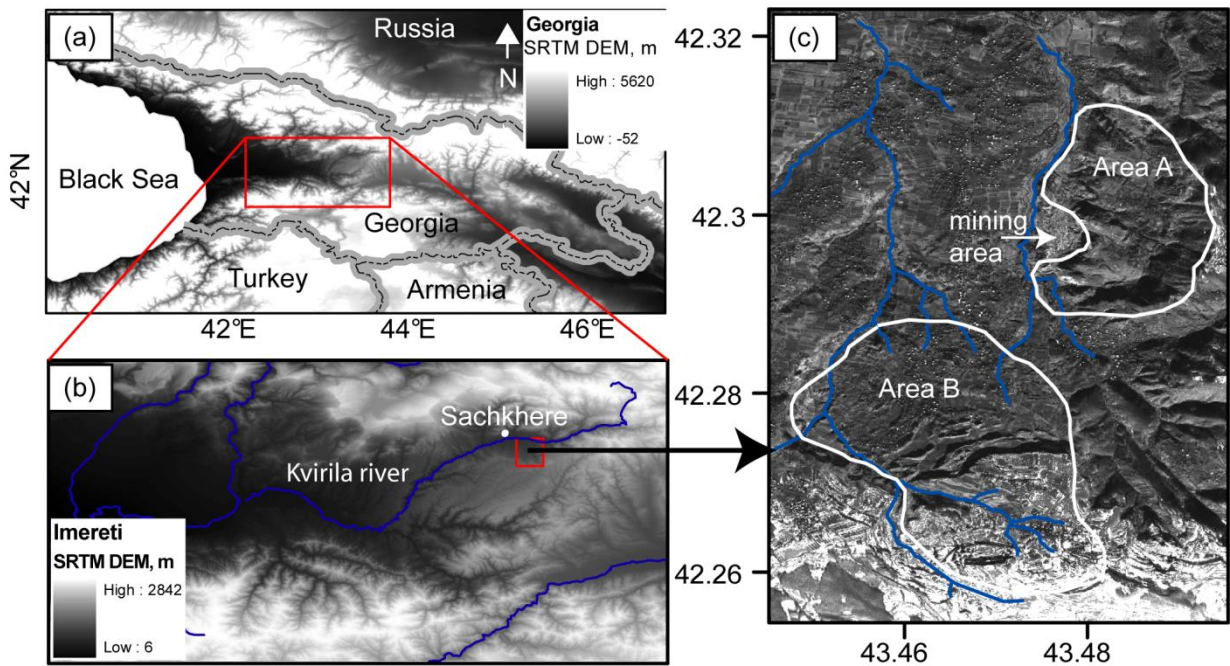 (a)
Russia
N
Georgia
SRTM DEM, m
High : 5620
Low : -52
42°N
Black Sea
Georgia
Turkey
Armenia
42°E
44°E
46°E
(b)
Sachkhere
Kvirila river
Imereti
SRTM DEM, m
High : 2842
Low : 6
(c)
42.32
42.3
42.28
42.26
Area A
mining
area
Area B
43.46
43.48